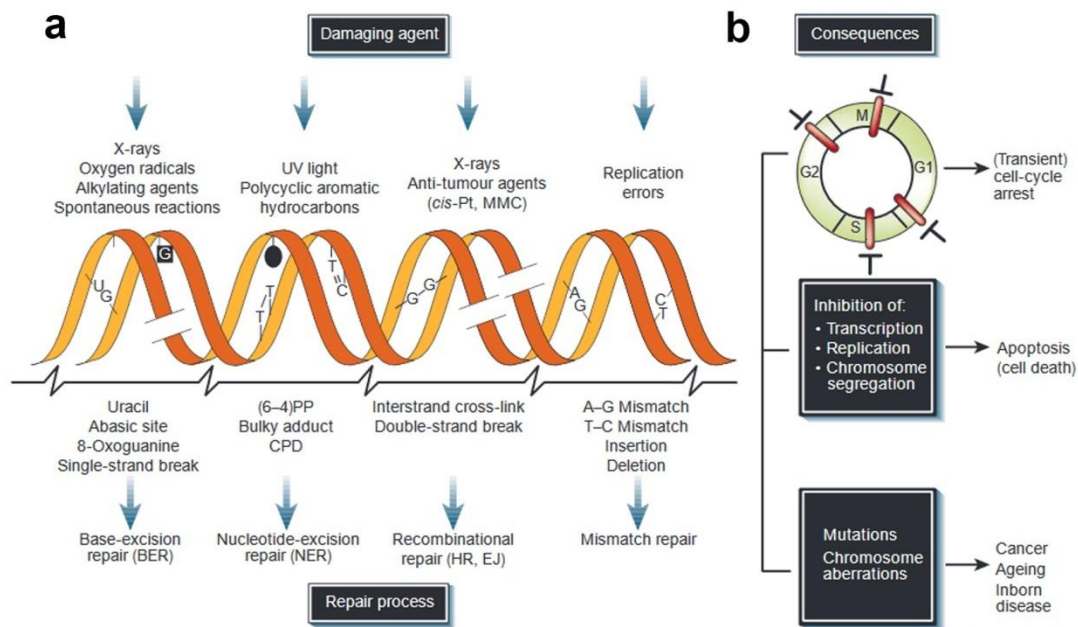 a
Damaging agent
X-rays
Oxygen radicals
Alkylating agents
Spontaneous reactions
UV light
Polycyclic aromatic
hydrocarbons
X-rays
Anti-tumour agents
(cis-Pt, MMC)
Replication
errors
U
G
G
T
T
T
C
G
G
A
G
C
T
Uracil
Abasic site
8-Oxoguanine
Single-strand break
(6–4)PP
Bulky adduct
CPD
Interstrand cross-link
Double-strand break
A–G Mismatch
T–C Mismatch
Insertion
Deletion
Base-excision
repair (BER)
Nucleotide-excision
repair (NER)
Recombinational
repair (HR, EJ)
Mismatch repair
Repair process
b
Consequences
M
G1
S
G2
(Transient)
cell-cycle
arrest
Inhibition of:
• Transcription
• Replication
• Chromosome
segregation
Apoptosis
(cell death)
Mutations
Chromosome
aberrations
Cancer
Ageing
Inborn
disease